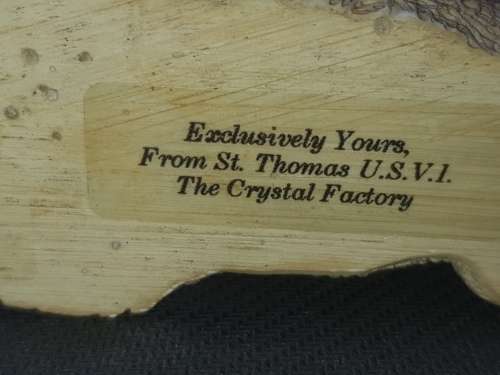 Exclusively Yours,
From St. Thomas U.S.V.I.
The Crystal Factory